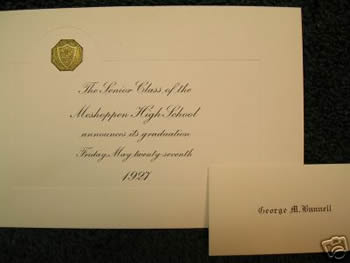 The Senior Class of the
Meshoppen High School
announces its graduation
Friday May twenty-seventh
1927
George M. Bunnell